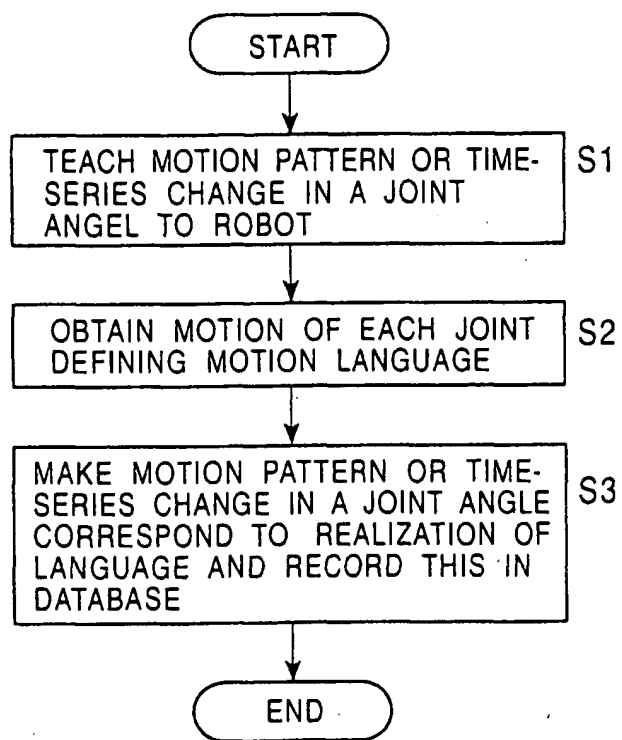 START
TEACH MOTION PATTERN OR TIME-
SERIES CHANGE IN A JOINT
ANGEL TO ROBOT
S1
OBTAIN MOTION OF EACH JOINT
DEFINING MOTION LANGUAGE
S2
MAKE MOTION PATTERN OR TIME-
SERIES CHANGE IN A JOINT ANGLE
CORRESPOND TO REALIZATION OF
LANGUAGE AND RECORD THIS IN
DATABASE
S3
END